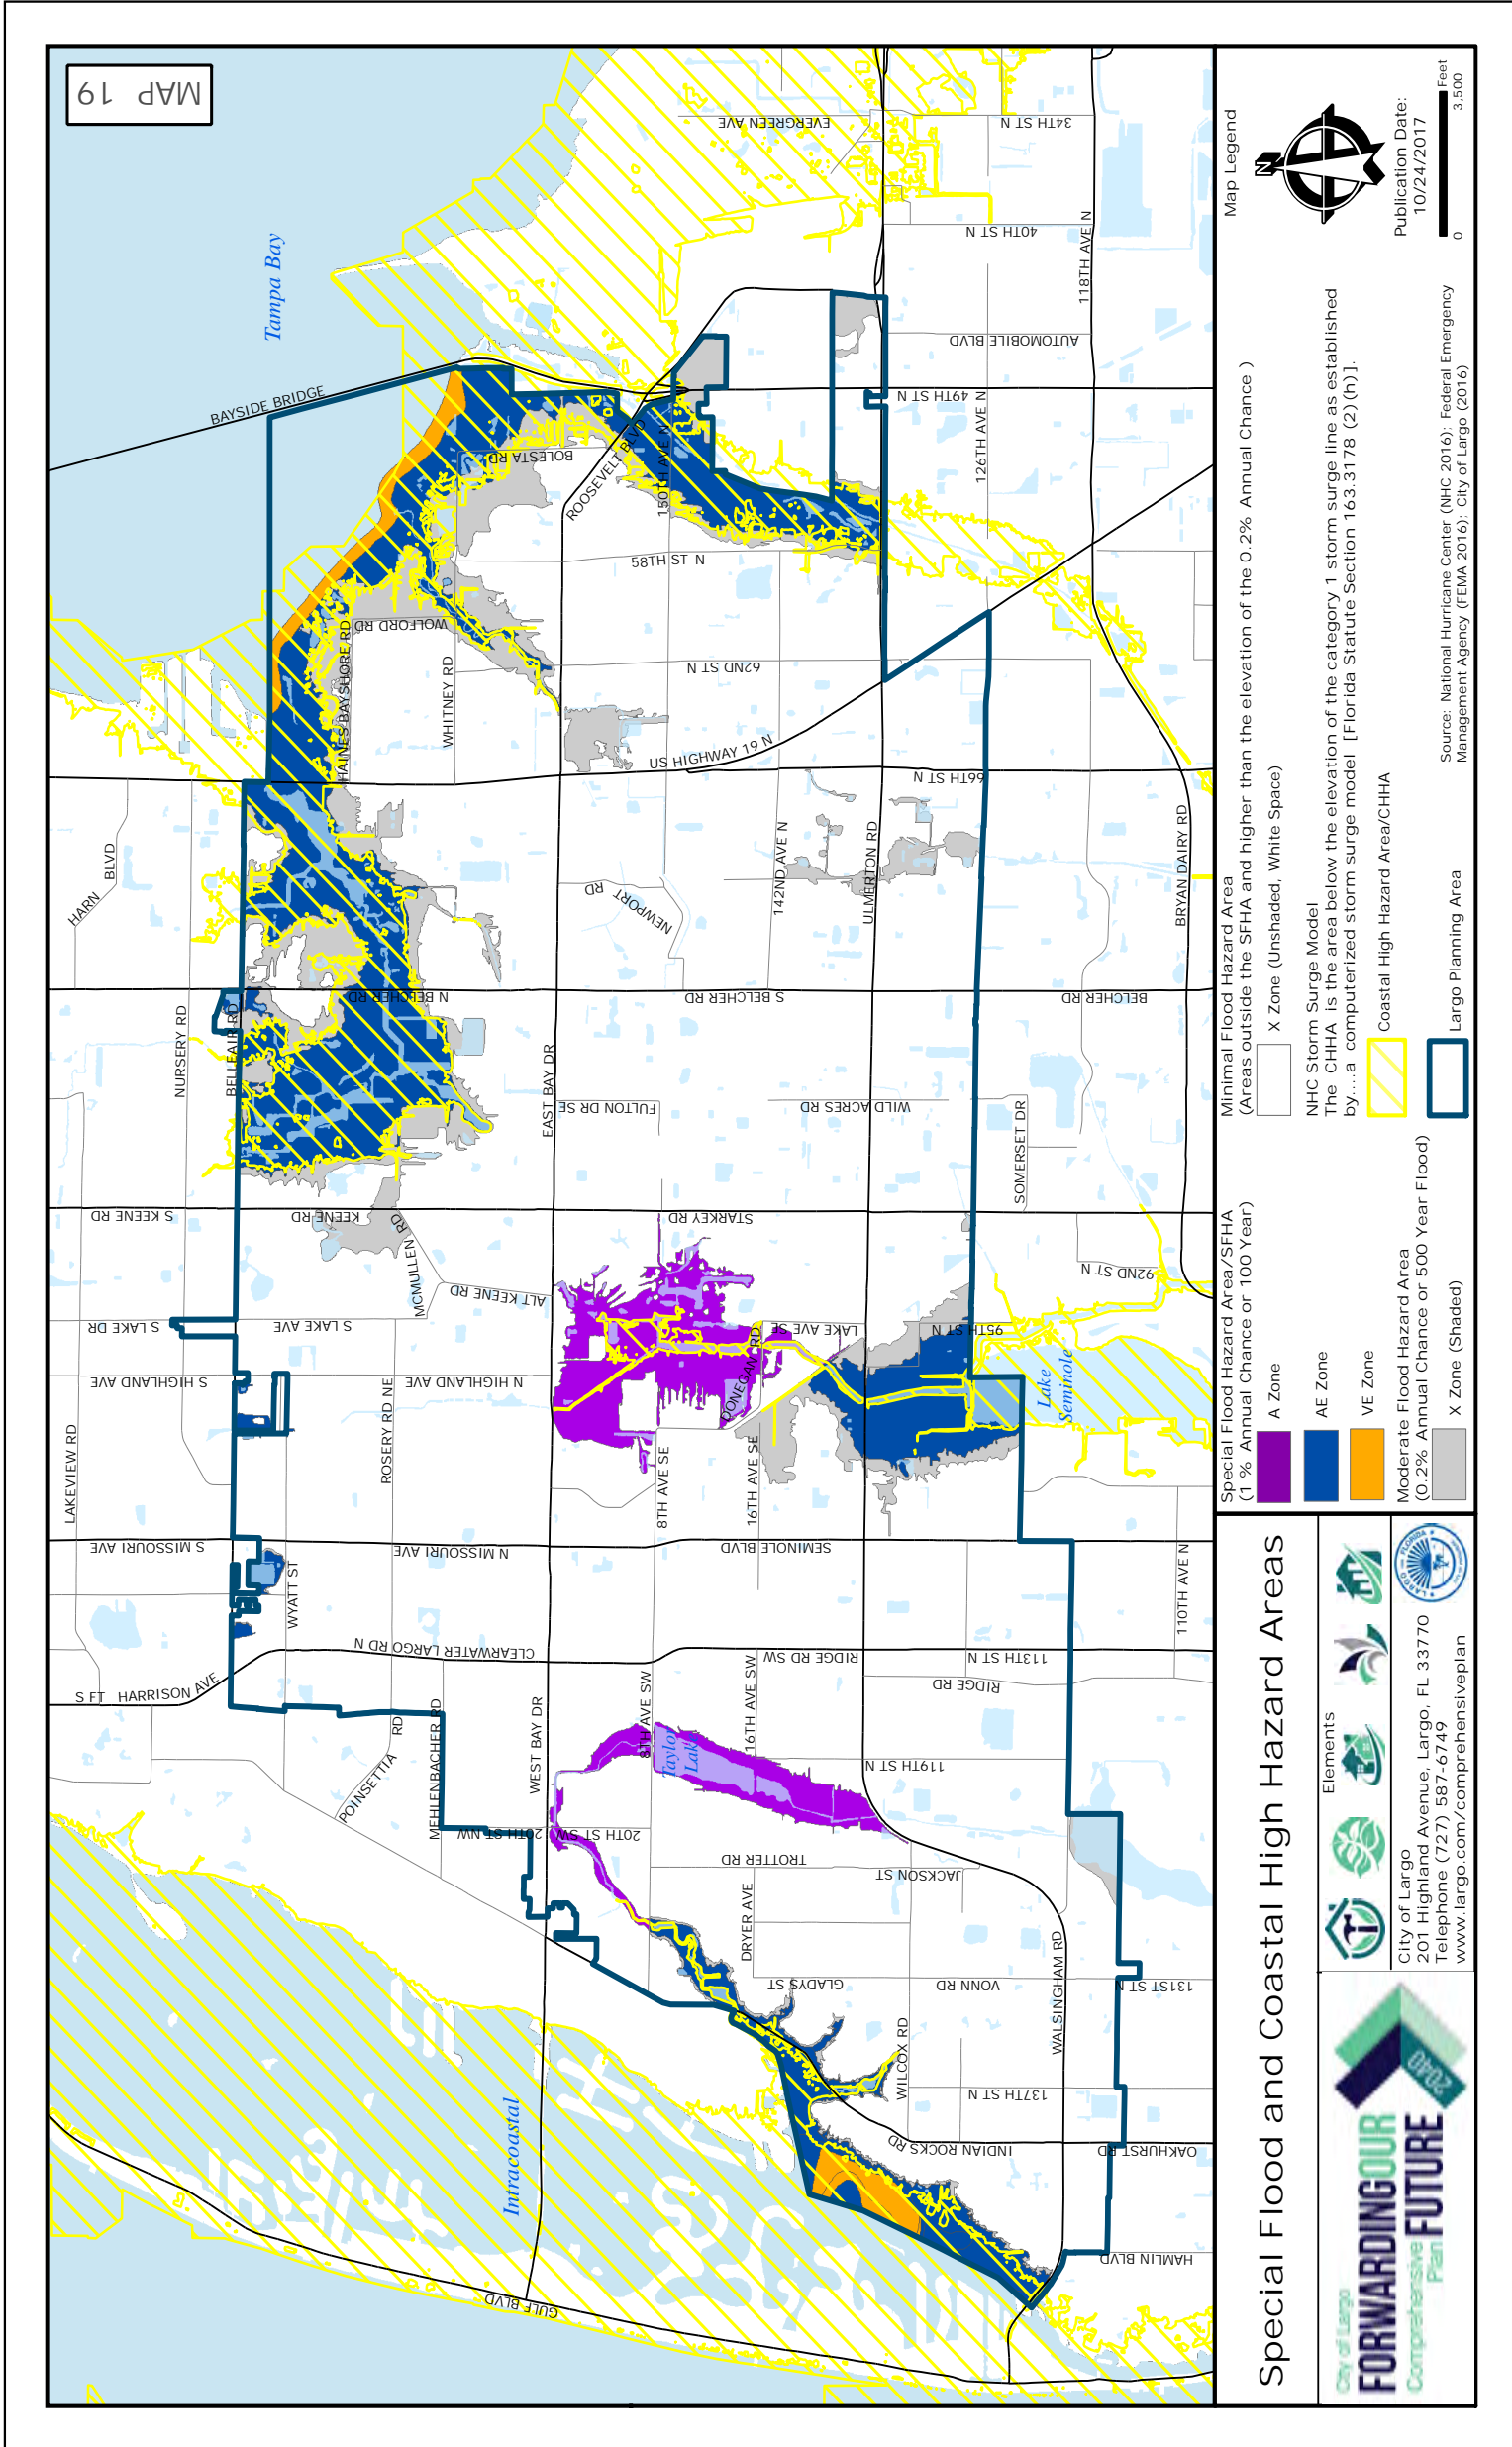 MAP 19
Tampa Bay
BAYSIDE BRIDGE
EVERGREEN AVE
34TH ST N
40TH ST N
118TH AVE N
AUTOMOBILE BLVD
49TH ST N
126TH AVE N
BOLESTA RD
ROOSEVELT BLVD
150TH AVE N
58TH ST N
WOLFORD RD
HAINES BAYSHORE RD
WHITNEY RD
62ND ST N
US HIGHWAY 19 N
66TH ST N
HARN
BLVD
142ND AVE N
ULMERTON RD
BRYAN DAIRY RD
NEWPORT
RD
NURSERY RD
BELLEAIR RD
N BELCHER RD
S BELCHER RD
BELCHER RD
EAST BAY DR
FULTON DR SE
WILD ACRES RD
SOMERSET DR
S KEENE RD
KEENE RD
MCMULLEN
RD
STARKEY RD
92ND ST N
ALT KEENE RD
S LAKE DR
S LAKE AVE
LAKE AVE SE
95TH ST N
S HIGHLAND AVE
N HIGHLAND AVE
DONEGAN RD
Lake
Seminole
LAKEVIEW RD
ROSERY RD NE
8TH AVE SE
16TH AVE SE
S MISSOURI AVE
N MISSOURI AVE
SEMINOLE BLVD
110TH AVE N
WYATT ST
CLEARWATER LARGO RD N
RIDGE RD SW
113TH ST N
RIDGE RD
S FT HARRISON AVE
POINSETTIA
RD
MEHLENBACHER RD
WEST BAY DR
8TH AVE SW
16TH AVE SW
Taylor
Lake
119TH ST N
20TH ST NW
20TH ST SW
TROTTER RD
JACKSON ST
DRYER AVE
GLADYS ST
VONN RD
131ST ST N
WALSINGHAM RD
WILCOX RD
137TH ST N
INDIAN ROCKS RD
OAKHURST RD
HAMLIN BLVD
Intracoastal
GULF BLVD
Special Flood and Coastal High Hazard Areas
City of Largo
FORWARDINGOUR
Comprehensive
Plan FUTURE
2040
Elements
City of Largo
201 Highland Avenue, Largo, FL 33770
Telephone (727) 587-6749
www.largo.com/comprehensiveplan
LARGO
FLORIDA
Special Flood Hazard Area/SFHA
(1 % Annual Chance or 100 Year)
A Zone
AE Zone
VE Zone
Moderate Flood Hazard Area
(0.2% Annual Chance or 500 Year Flood)
X Zone (Shaded)
Minimal Flood Hazard Area
(Areas outside the SFHA and higher than the elevation of the 0.2% Annual Chance )
X Zone (Unshaded, White Space)
NHC Storm Surge Model
The CHHA is the area below the elevation of the category 1 storm surge line as established
by....a computerized storm surge model [Florida Statute Section 163.3178 (2)(h)].
Coastal High Hazard Area/CHHA
Largo Planning Area
Source: National Hurricane Center (NHC 2016); Federal Emergency
Management Agency (FEMA 2016); City of Largo (2016)
Map Legend
N
Publication Date:
10/24/2017
Feet
0 3,500